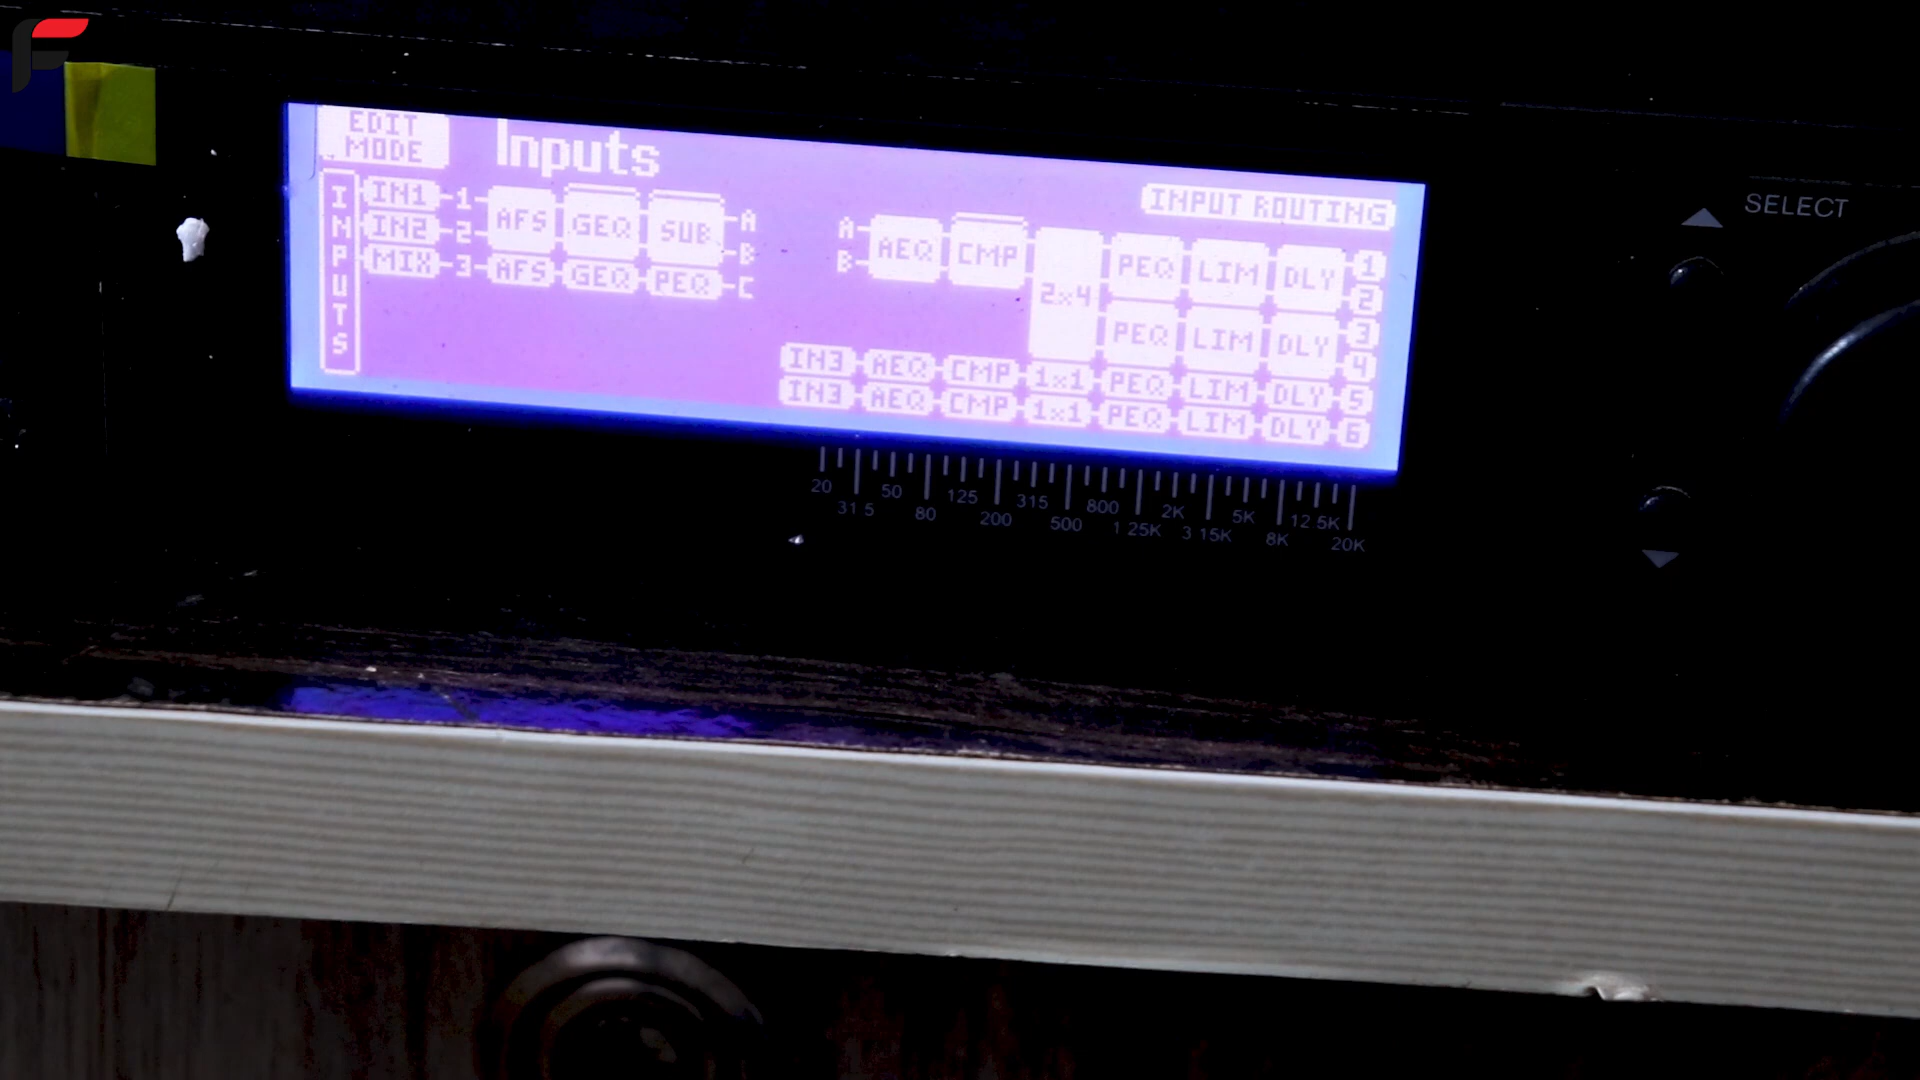 EDIT MODE
Inputs
INPUT ROUTING
INPUTS
IN1 1 AFS GEQ SUB A
IN2 2 B
MIX 3 AFS GEQ PEQ C
A AEQ CMP 2x4 PEQ LIM DLY 1
B 2
PEQ LIM DLY 3
4
IN3 AEQ CMP 1x1 PEQ LIM DLY 5
IN3 AEQ CMP 1x1 PEQ LIM DLY 6
20 50 125 315 800 2K 5K 12 5K
31 5 80 200 500 1 25K 3 15K 8K 20K
SELECT